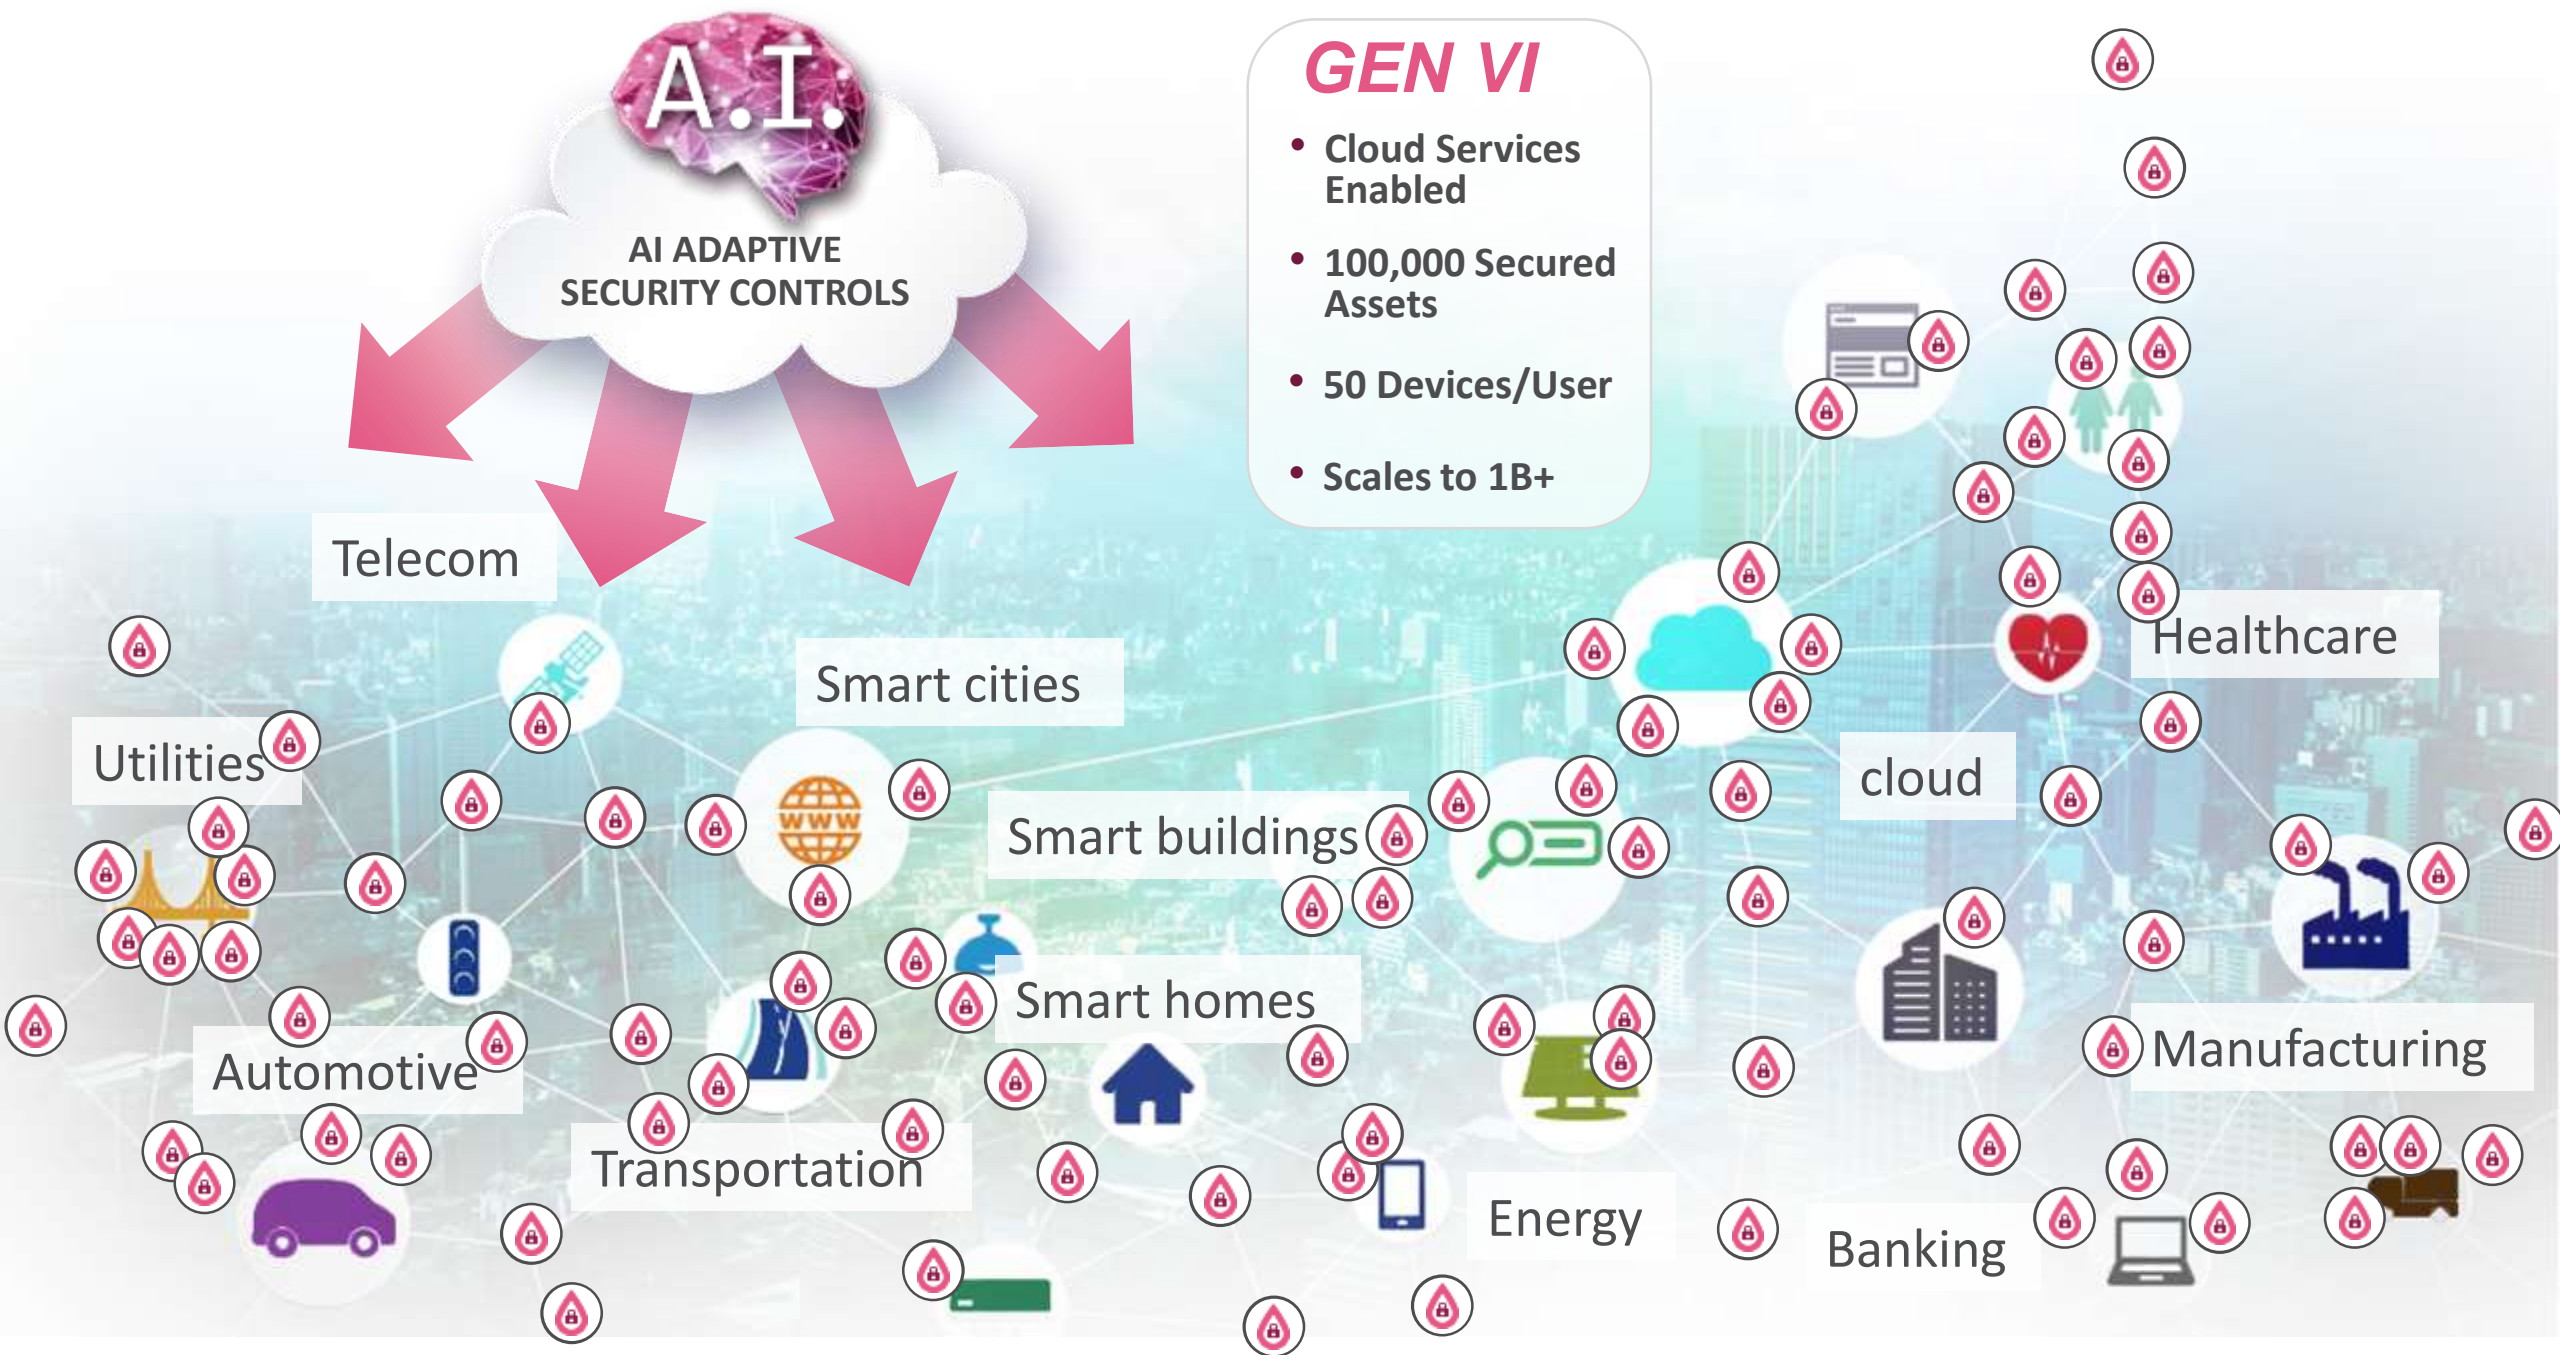 A.I.
AI ADAPTIVE
SECURITY CONTROLS
GEN VI
• Cloud Services
Enabled
• 100,000 Secured
Assets
• 50 Devices/User
• Scales to 1B+
Telecom
Smart cities
Healthcare
Utilities
cloud
www
Smart buildings
Smart homes
Automotive
Manufacturing
Transportation
Energy
Banking